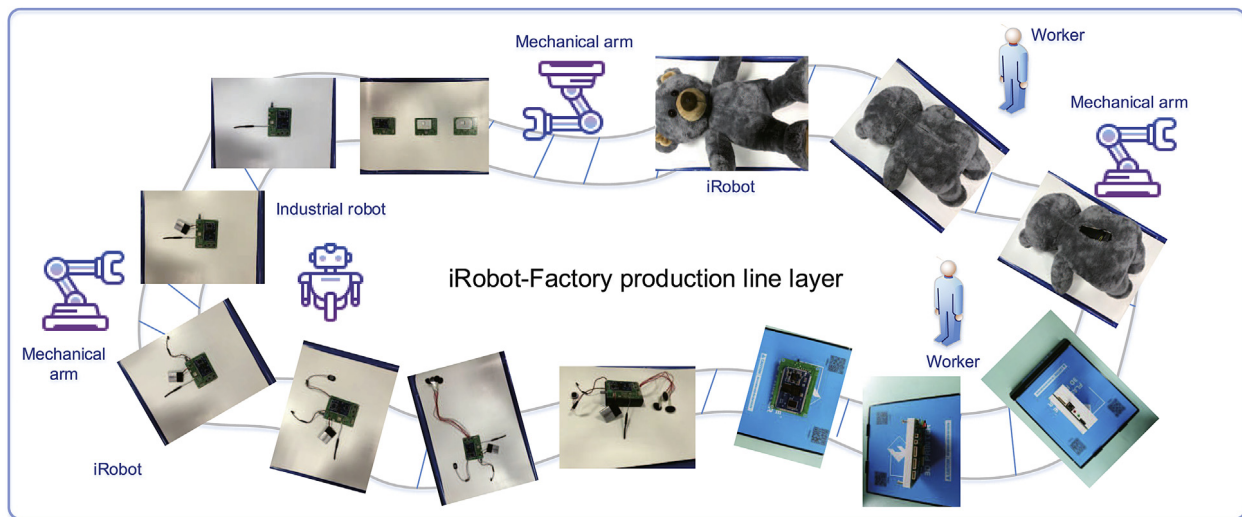 Mechanical arm
Worker
Mechanical arm
iRobot
Industrial robot
iRobot-Factory production line layer
Mechanical
arm
Worker
iRobot